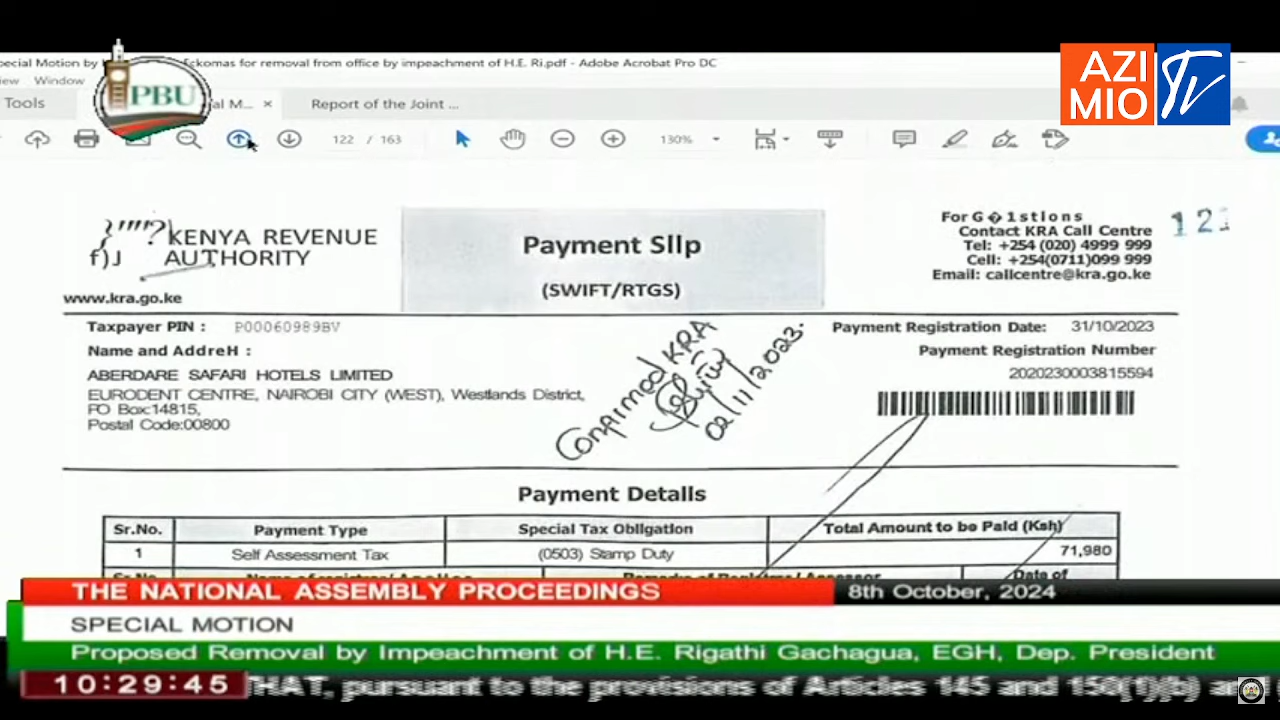 AZI
MIO TV
PBU
pecial Motion by
Eckomas for removal from office by impeachment of H.E. Ri.pdf - Adobe Acrobat Pro DC
iew Window
Tools
al M... ×
Report of the Joint ...
122 / 163
130%
}""'?KENYA REVENUE
f)J AUTHORITY
www.kra.go.ke
Payment Sllp
(SWIFT/RTGS)
For G�1stlons
Contact KRA Call Centre
Tel: +254 (020) 4999 999
Cell: +254(0711)099 999
Email: callcentre@kra.go.ke
12
Taxpayer PIN : P00060989BV
Name and AddreH :
ABERDARE SAFARI HOTELS LIMITED
EURODENT CENTRE, NAIROBI CITY (WEST), Westlands District,
PO Box:14815,
Postal Code:00800
Confirmed KRA
02/11/2023.
Payment Registration Date: 31/10/2023
Payment Registration Number
2020230003815594
Payment Details
Sr.No. Payment Type Special Tax Obligation Total Amount to be Paid (Ksh)
1 Self Assessment Tax (0503) Stamp Duty 71,980
Date of
THE NATIONAL ASSEMBLY PROCEEDINGS
8th October, 2024
SPECIAL MOTION
Proposed Removal by Impeachment of H.E. Rigathi Gachagua, EGH, Dep. President
10:29:45
THAT, pursuant to the provisions of Articles 145 and 150(1)(b) and